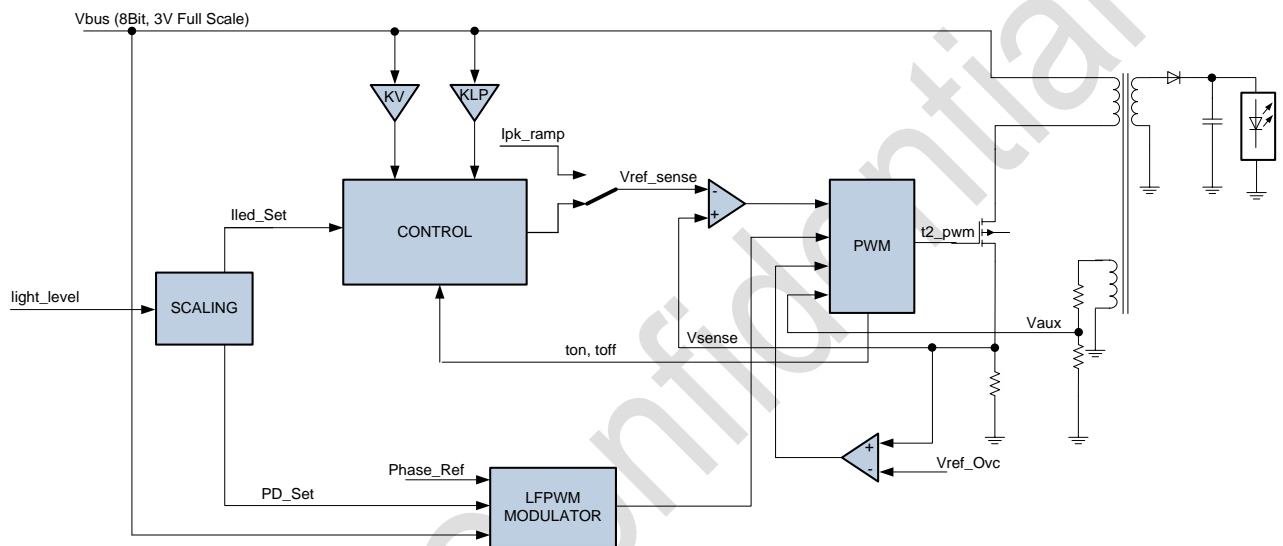 Vbus (8Bit, 3V Full Scale)
KV
KLP
Ipk_ramp
Vref_sense
-
+
Iled_Set
CONTROL
t2_pwm
PWM
light_level
SCALING
Vaux
Vsense
ton, toff
+
-
Vref_Ovc
Phase_Ref
PD_Set
LFPWM
MODULATOR
Confidential